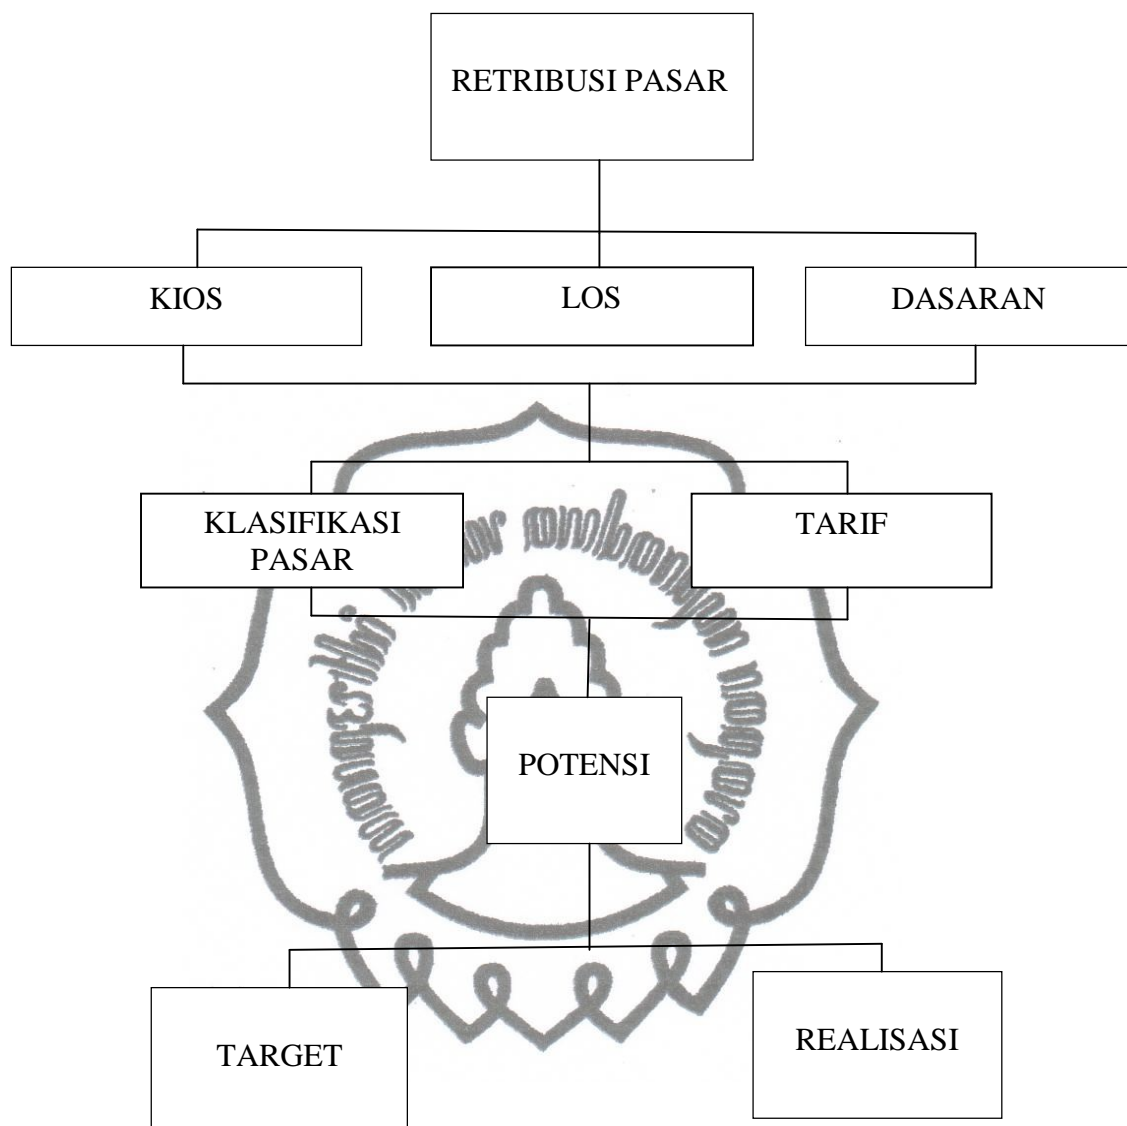 RETRIBUSI PASAR
KIOS
LOS
DASARAN
KLASIFIKASI
PASAR
TARIF
POTENSI
TARGET
REALISASI